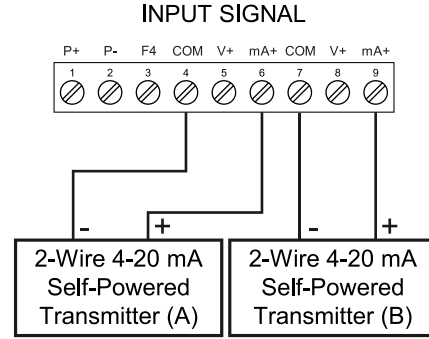 INPUT SIGNAL
P+ P- F4 COM V+ mA+ COM V+ mA+
1 2 3 4 5 6 7 8 9
- + - +
2-Wire 4-20 mA
Self-Powered
Transmitter (A)
2-Wire 4-20 mA
Self-Powered
Transmitter (B)